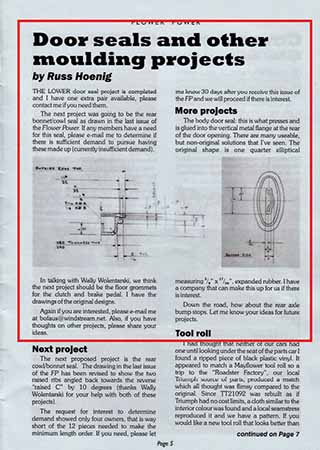 FLOWER POWER
Door seals and other
moulding projects
by Russ Hoenig
THE LOWER door seal project is completed
and I have one extra pair available, please
contact me if you need them.
The next project was going to be the rear
bonnet/cowl seal as drawn in the last issue of
the Flower Power. If any members have a need
for this seal, please e-mail me to determine if
there is sufficient demand to pursue having
these made up (currently insufficient demand).
me know 30 days after you receive this issue of
the FP and we will proceed if there is interest.
More projects
The body door seal: this is what presses and
is glued into the vertical metal flange at the rear
of the door opening. There are many useable,
but non-original solutions that I've seen. The
original shape is one quarter elliptical
In talking with Wally Wolentarski, we think
the next project should be the floor grommets
for the clutch and brake pedal. I have the
drawings of the original designs.
Again if you are interested, please e-mail me
at bufaus@windstream.net. Also, if you have
thoughts on other projects, please share your
ideas.
Next project
The next proposed project is the rear
cowl/bonnet seal. The drawing in the last issue
of the FP has been revised to show the two
raised ribs angled back towards the reverse
"raised C" by 10 degrees (thanks Wally
Wolentarski for your help with both of these
projects).
The request for interest to determine
demand showed only four owners, that is way
short of the 12 pieces needed to make the
minimum length order. If you need, please let
measuring expanded rubber. I have
a company that can make this up for us if there
is interest.
Down the road, how about the rear axle
bump stops. Let me know your ideas for future
projects.
Tool roll
I had thought that neither of our cars had
one until looking under the seat of the parts car I
found a ripped piece of black plastic vinyl. It
appeared to match a Mayflower tool roll so a
trip to the "Roadster Factory", our local
Triumph source of parts, produced a match
which all thought was flimsy compared to the
original. Since TT21092 was rebuilt as if
Triumph had no cost limits, a cloth similar to the
interior colour was found and a local seamstress
reproduced it and we have a pattern. If you
would like a new tool roll that looks better than
continued on Page 7
Page 5